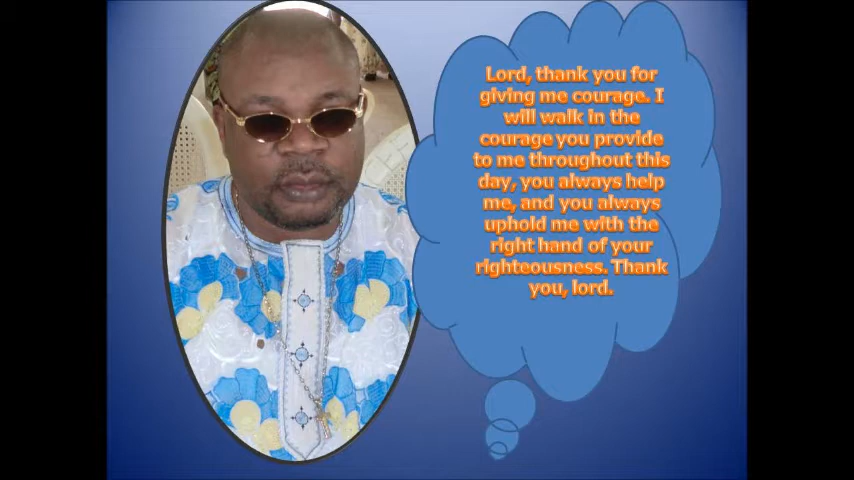 Lord, thank you for
giving me courage. I
will walk in the
courage you provide
to me throughout this
day, you always help
me, and you always
uphold me with the
right hand of your
righteousness. Thank
you, lord.